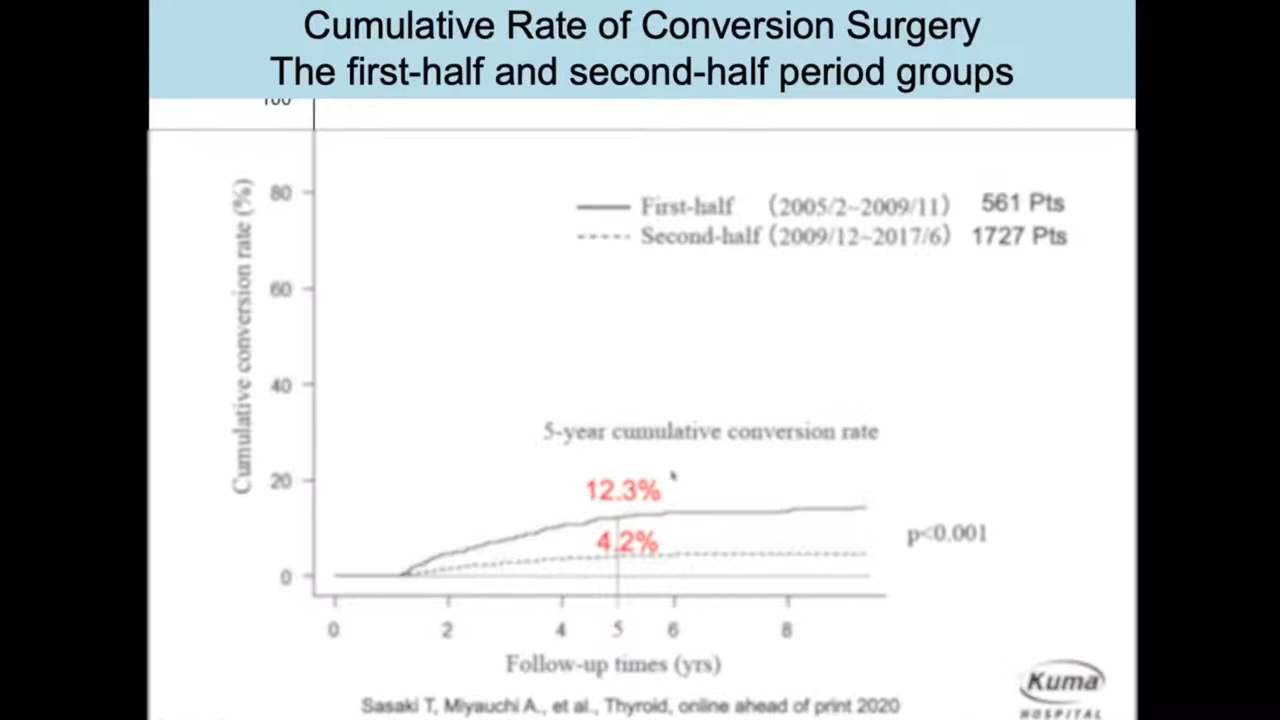 Cumulative Rate of Conversion Surgery
The first-half and second-half period groups
100
80
60
40
20
0
Cumulative conversion rate (%)
First-half (2005/2~2009/11) 561 Pts
Second-half (2009/12~2017/6) 1727 Pts
5-year cumulative conversion rate
12.3%
4.2%
p<0.001
0 2 4 5 6 8
Follow-up times (yrs)
Sasaki T, Miyauchi A., et al., Thyroid, online ahead of print 2020
Kuma
HOSPITAL